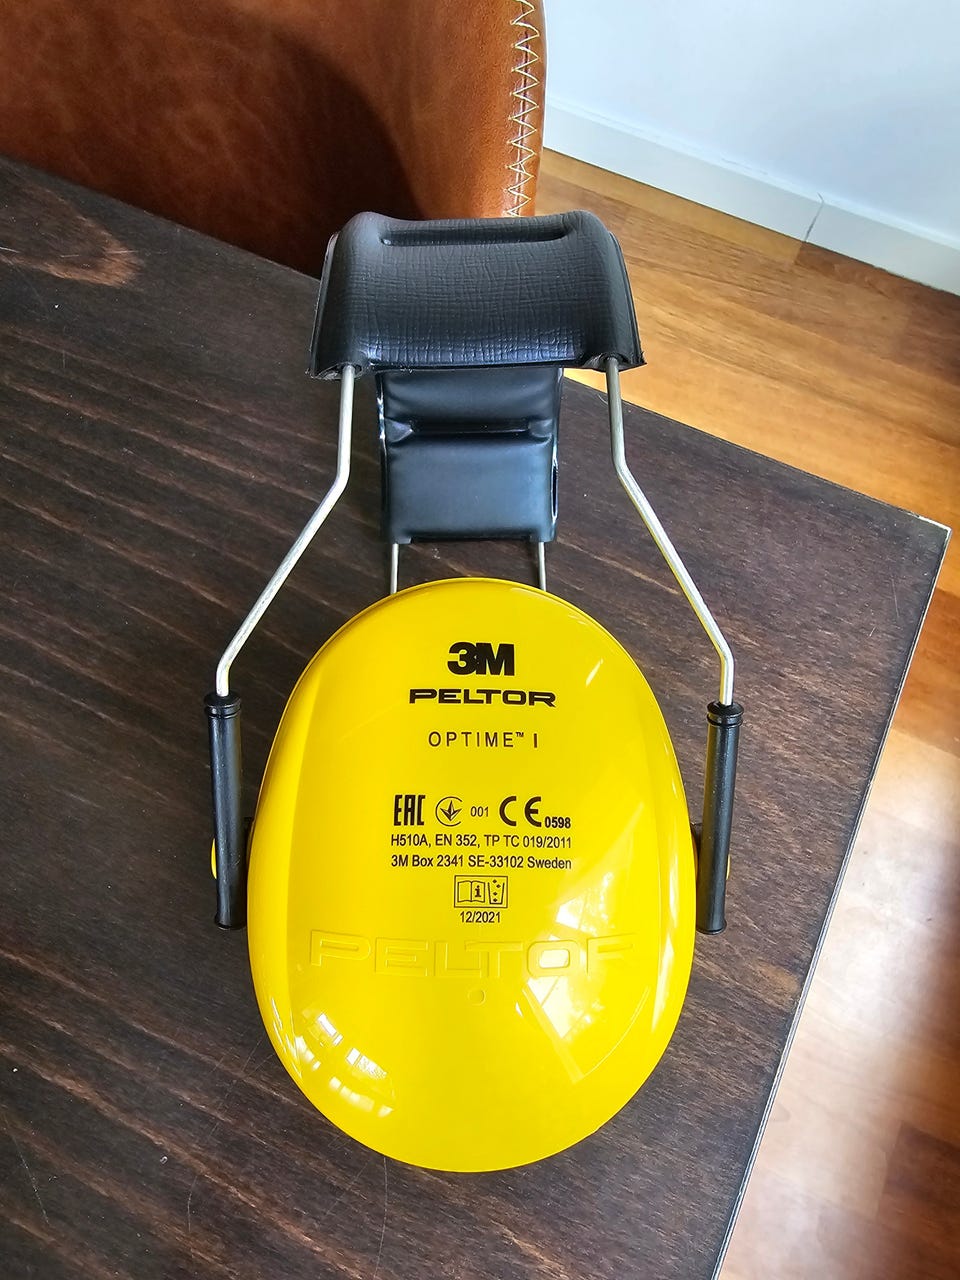 3M
PELTOR
OPTIME™ I
EAC 001 CE 0598
H510A, EN 352, TP TC 019/2011
3M Box 2341 SE-33102 Sweden
i
12/2021
PELTOR